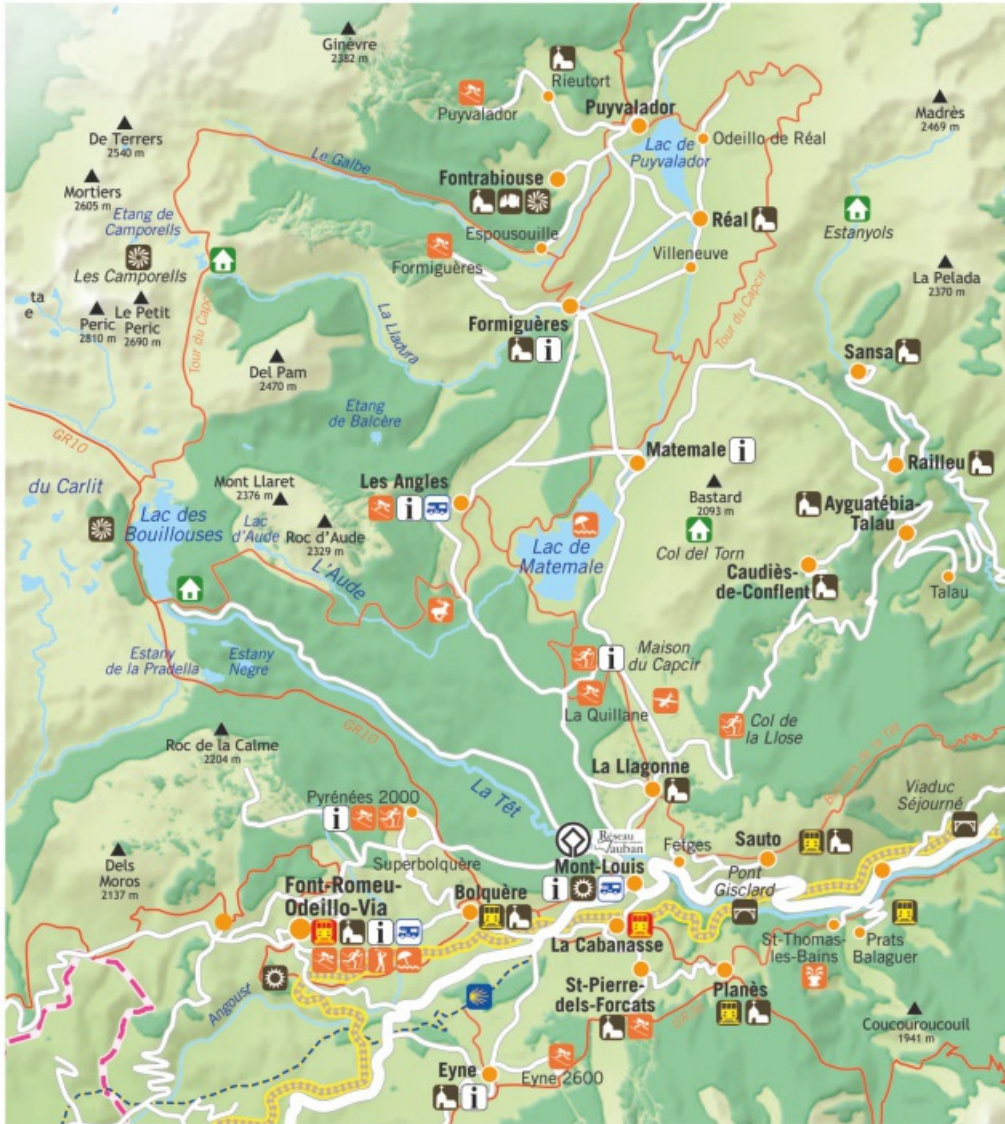 Ginèvre
2382 m
Rieutort
Puyvalador
Puyvalador
Madrès
2469 m
De Terrers
2540 m
Odeillo de Réal
Lac de
Puyvalador
Le Galbe
Mortiers
2605 m
Fontrabiouse
Etang de
Camporells
Réal
Estanyols
Espousouille
Formiguères
Villeneuve
Les Camporells
La Pelada
2370 m
ta
e
Peric
2810 m
Le Petit
Peric
2690 m
Tour du Capcir
La Lladura
Formiguères
i
Tour du Capcir
Sansa
Del Pam
2470 m
Etang
de Balcère
GR10
Matemale
i
Railleu
du Carlit
Mont Llaret
2376 m
Les Angles
i
Bastard
2093 m
Ayguatébia-
Talau
Lac des
Bouillouses
Lac
d'Aude
Roc d'Aude
2329 m
Lac de
Matemale
Col del Torn
L'Aude
Caudiès-
de-Conflent
Talau
Estany
de la Pradella
Estany
Negre
Maison
du Capcir
i
La Quillane
Col de
la Llose
GR10
Roc de la Calme
2204 m
La Têt
La Llagonne
Viaduc
Séjourné
Pyrénées 2000
i
Réseau
Vauban
Fetges
Sauto
Dels
Moros
2137 m
Superbolquère
Mont-Louis
i
Pont
Gisclard
Font-Romeu-
Odeillo-Via
i
Bolquère
La Cabanasse
St-Thomas-
les-Bains
Prats
Balaguer
Angoust
St-Pierre-
dels-Forcats
Planès
Coucouroucouil
1941 m
Eyne
i
Eyne 2600